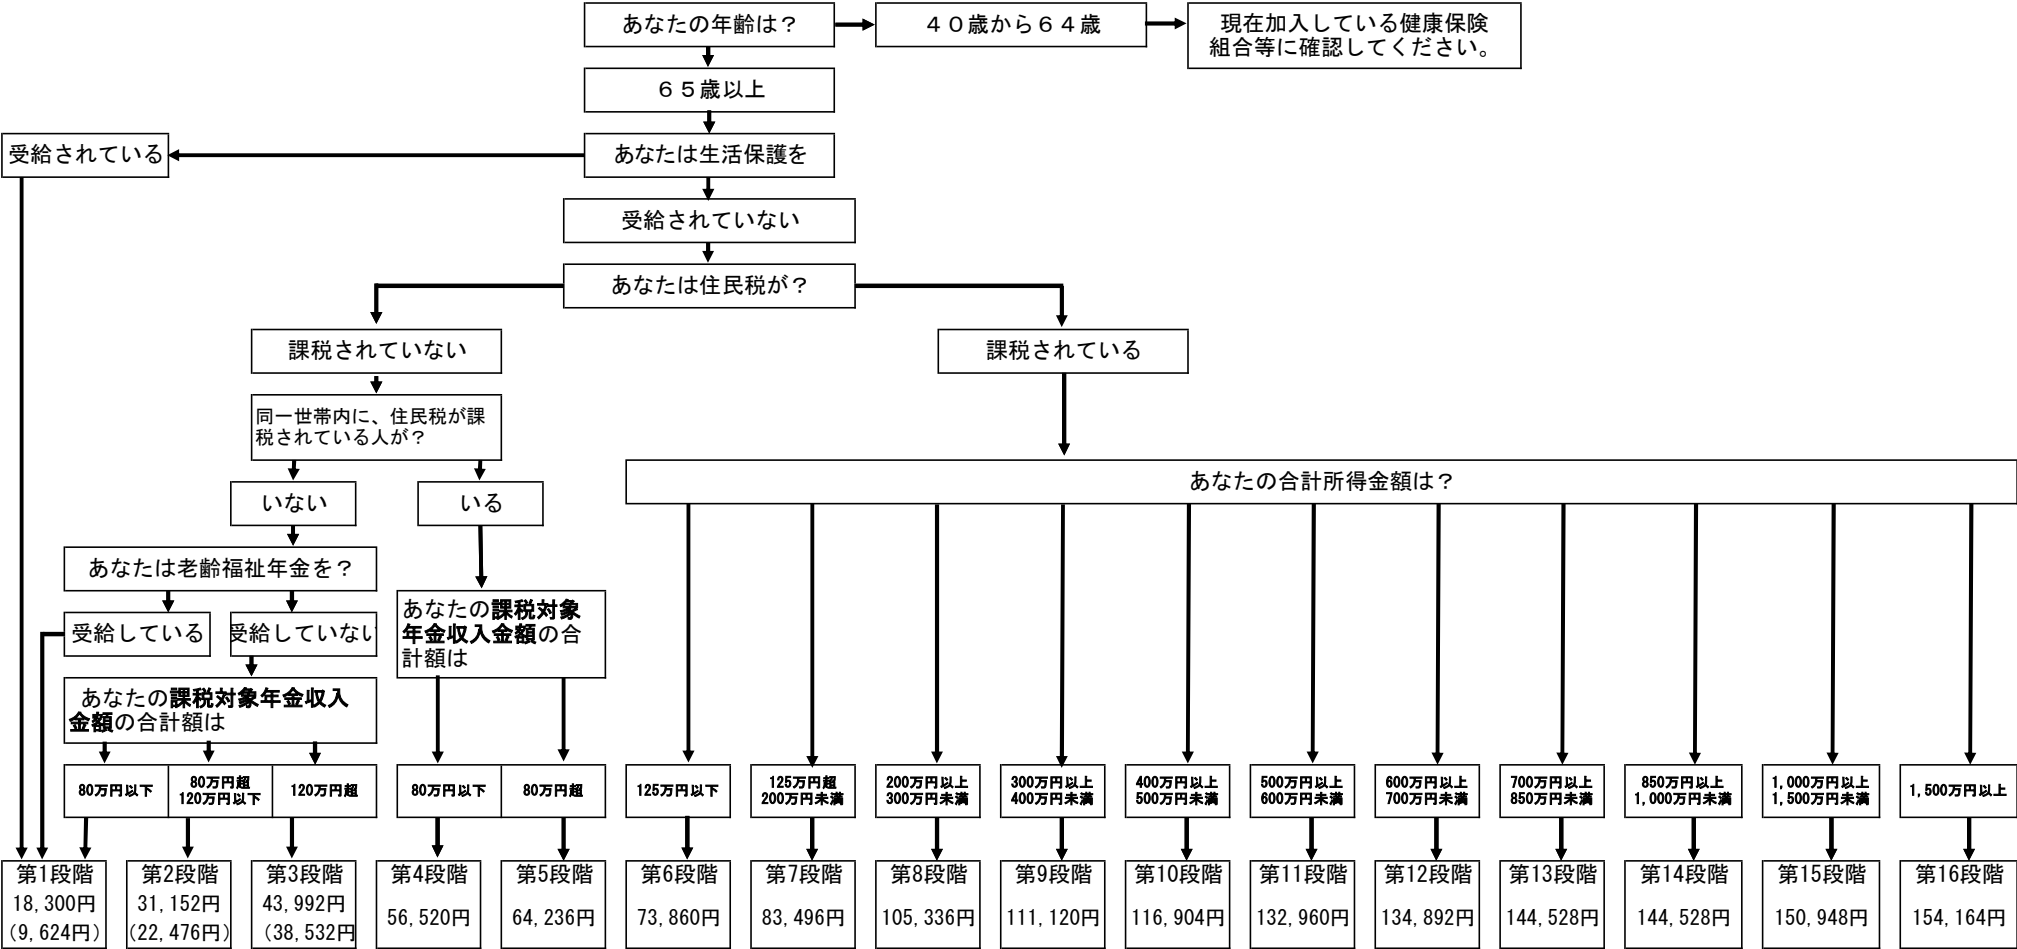 あなたの年齢は？
４０歳から６４歳
現在加入している健康保険
組合等に確認してください。
６５歳以上
受給されている
あなたは生活保護を
受給されていない
あなたは住民税が？
課税されていない
課税されている
同一世帯内に、住民税が課
税されている人が？
あなたの合計所得金額は？
いない
いる
あなたは老齢福祉年金を？
受給している
受給していない
あなたの課税対象
年金収入金額の合
計額は
あなたの課税対象年金収入
金額の合計額は
80万円以下
80万円超
120万円以下
120万円超
80万円以下
80万円超
125万円以下
125万円超
200万円未満
200万円以上
300万円未満
300万円以上
400万円未満
400万円以上
500万円未満
500万円以上
600万円未満
600万円以上
700万円未満
700万円以上
850万円未満
850万円以上
1,000万円未満
1,000万円以上
1,500万円未満
1,500万円以上
第1段階
18,300円
(9,624円)
第2段階
31,152円
(22,476円)
第3段階
43,992円
(38,532円
第4段階
56,520円
第5段階
64,236円
第6段階
73,860円
第7段階
83,496円
第8段階
105,336円
第9段階
111,120円
第10段階
116,904円
第11段階
132,960円
第12段階
134,892円
第13段階
144,528円
第14段階
144,528円
第15段階
150,948円
第16段階
154,164円